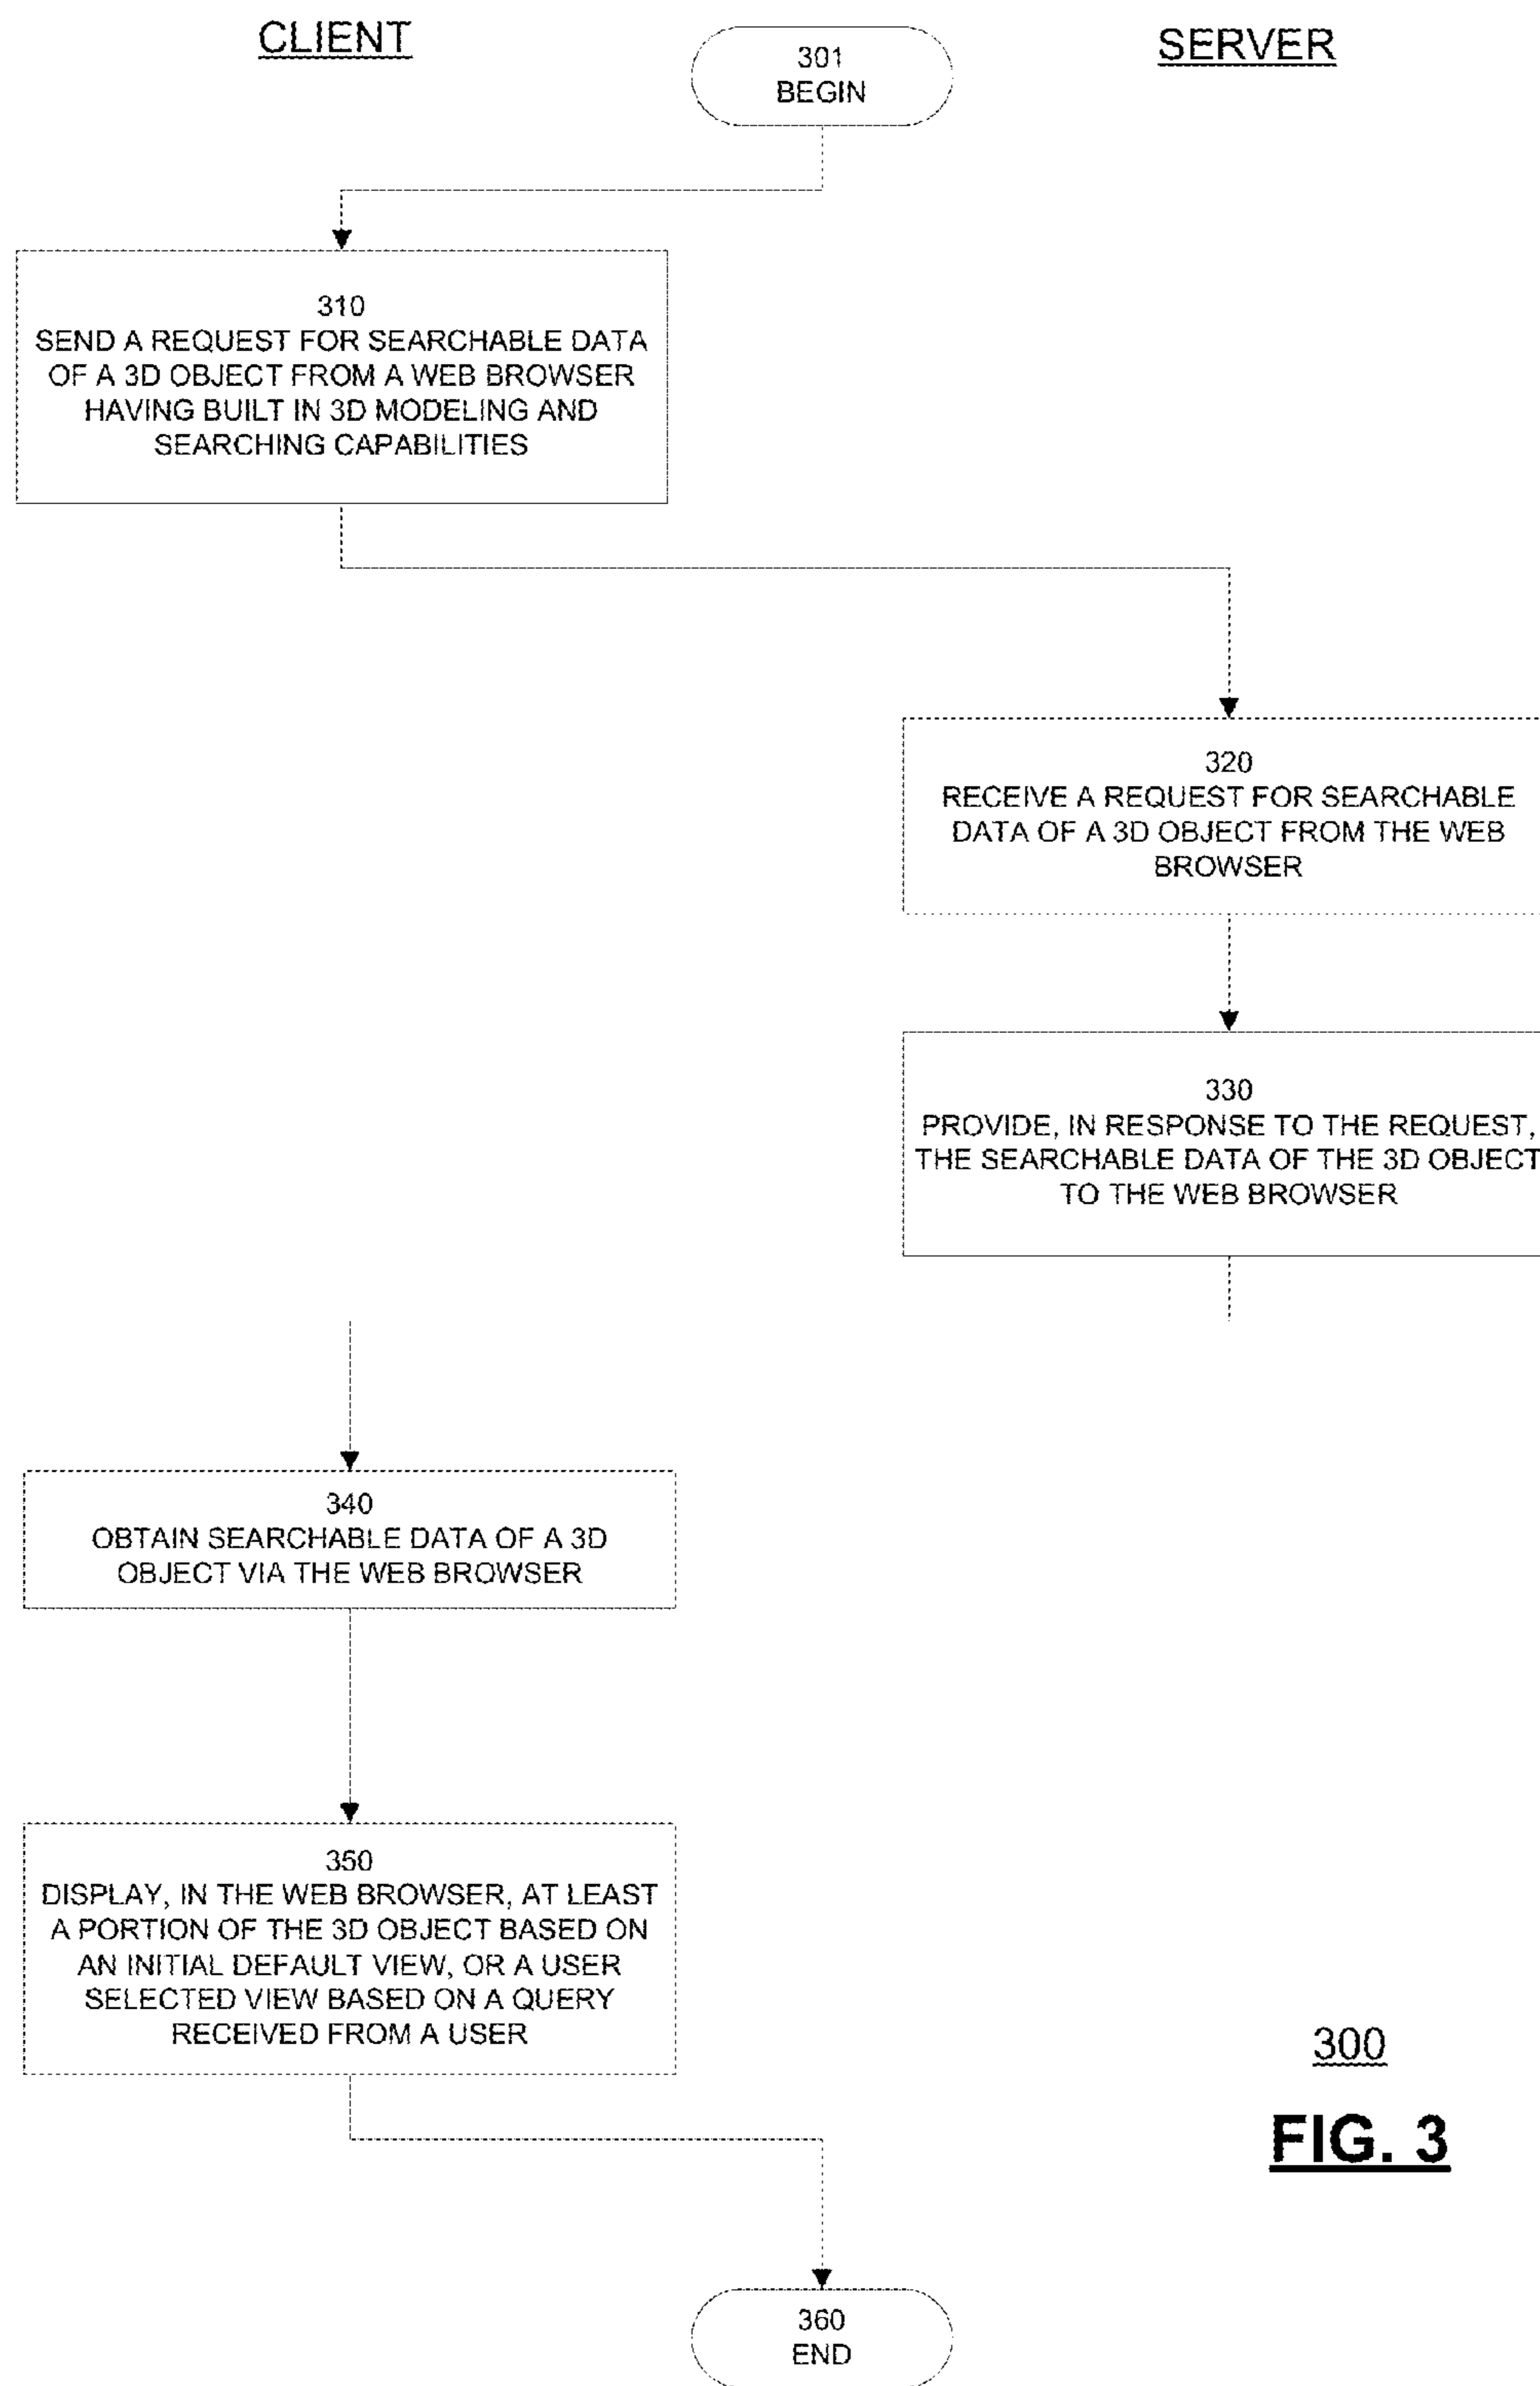 CLIENT
SERVER
301
BEGIN
310
SEND A REQUEST FOR SEARCHABLE DATA
OF A 3D OBJECT FROM A WEB BROWSER
HAVING BUILT IN 3D MODELING AND
SEARCHING CAPABILITIES
320
RECEIVE A REQUEST FOR SEARCHABLE
DATA OF A 3D OBJECT FROM THE WEB
BROWSER
330
PROVIDE, IN RESPONSE TO THE REQUEST,
THE SEARCHABLE DATA OF THE 3D OBJECT
TO THE WEB BROWSER
340
OBTAIN SEARCHABLE DATA OF A 3D
OBJECT VIA THE WEB BROWSER
350
DISPLAY, IN THE WEB BROWSER, AT LEAST
A PORTION OF THE 3D OBJECT BASED ON
AN INITIAL DEFAULT VIEW, OR A USER
SELECTED VIEW BASED ON A QUERY
RECEIVED FROM A USER
300
FIG. 3
360
END